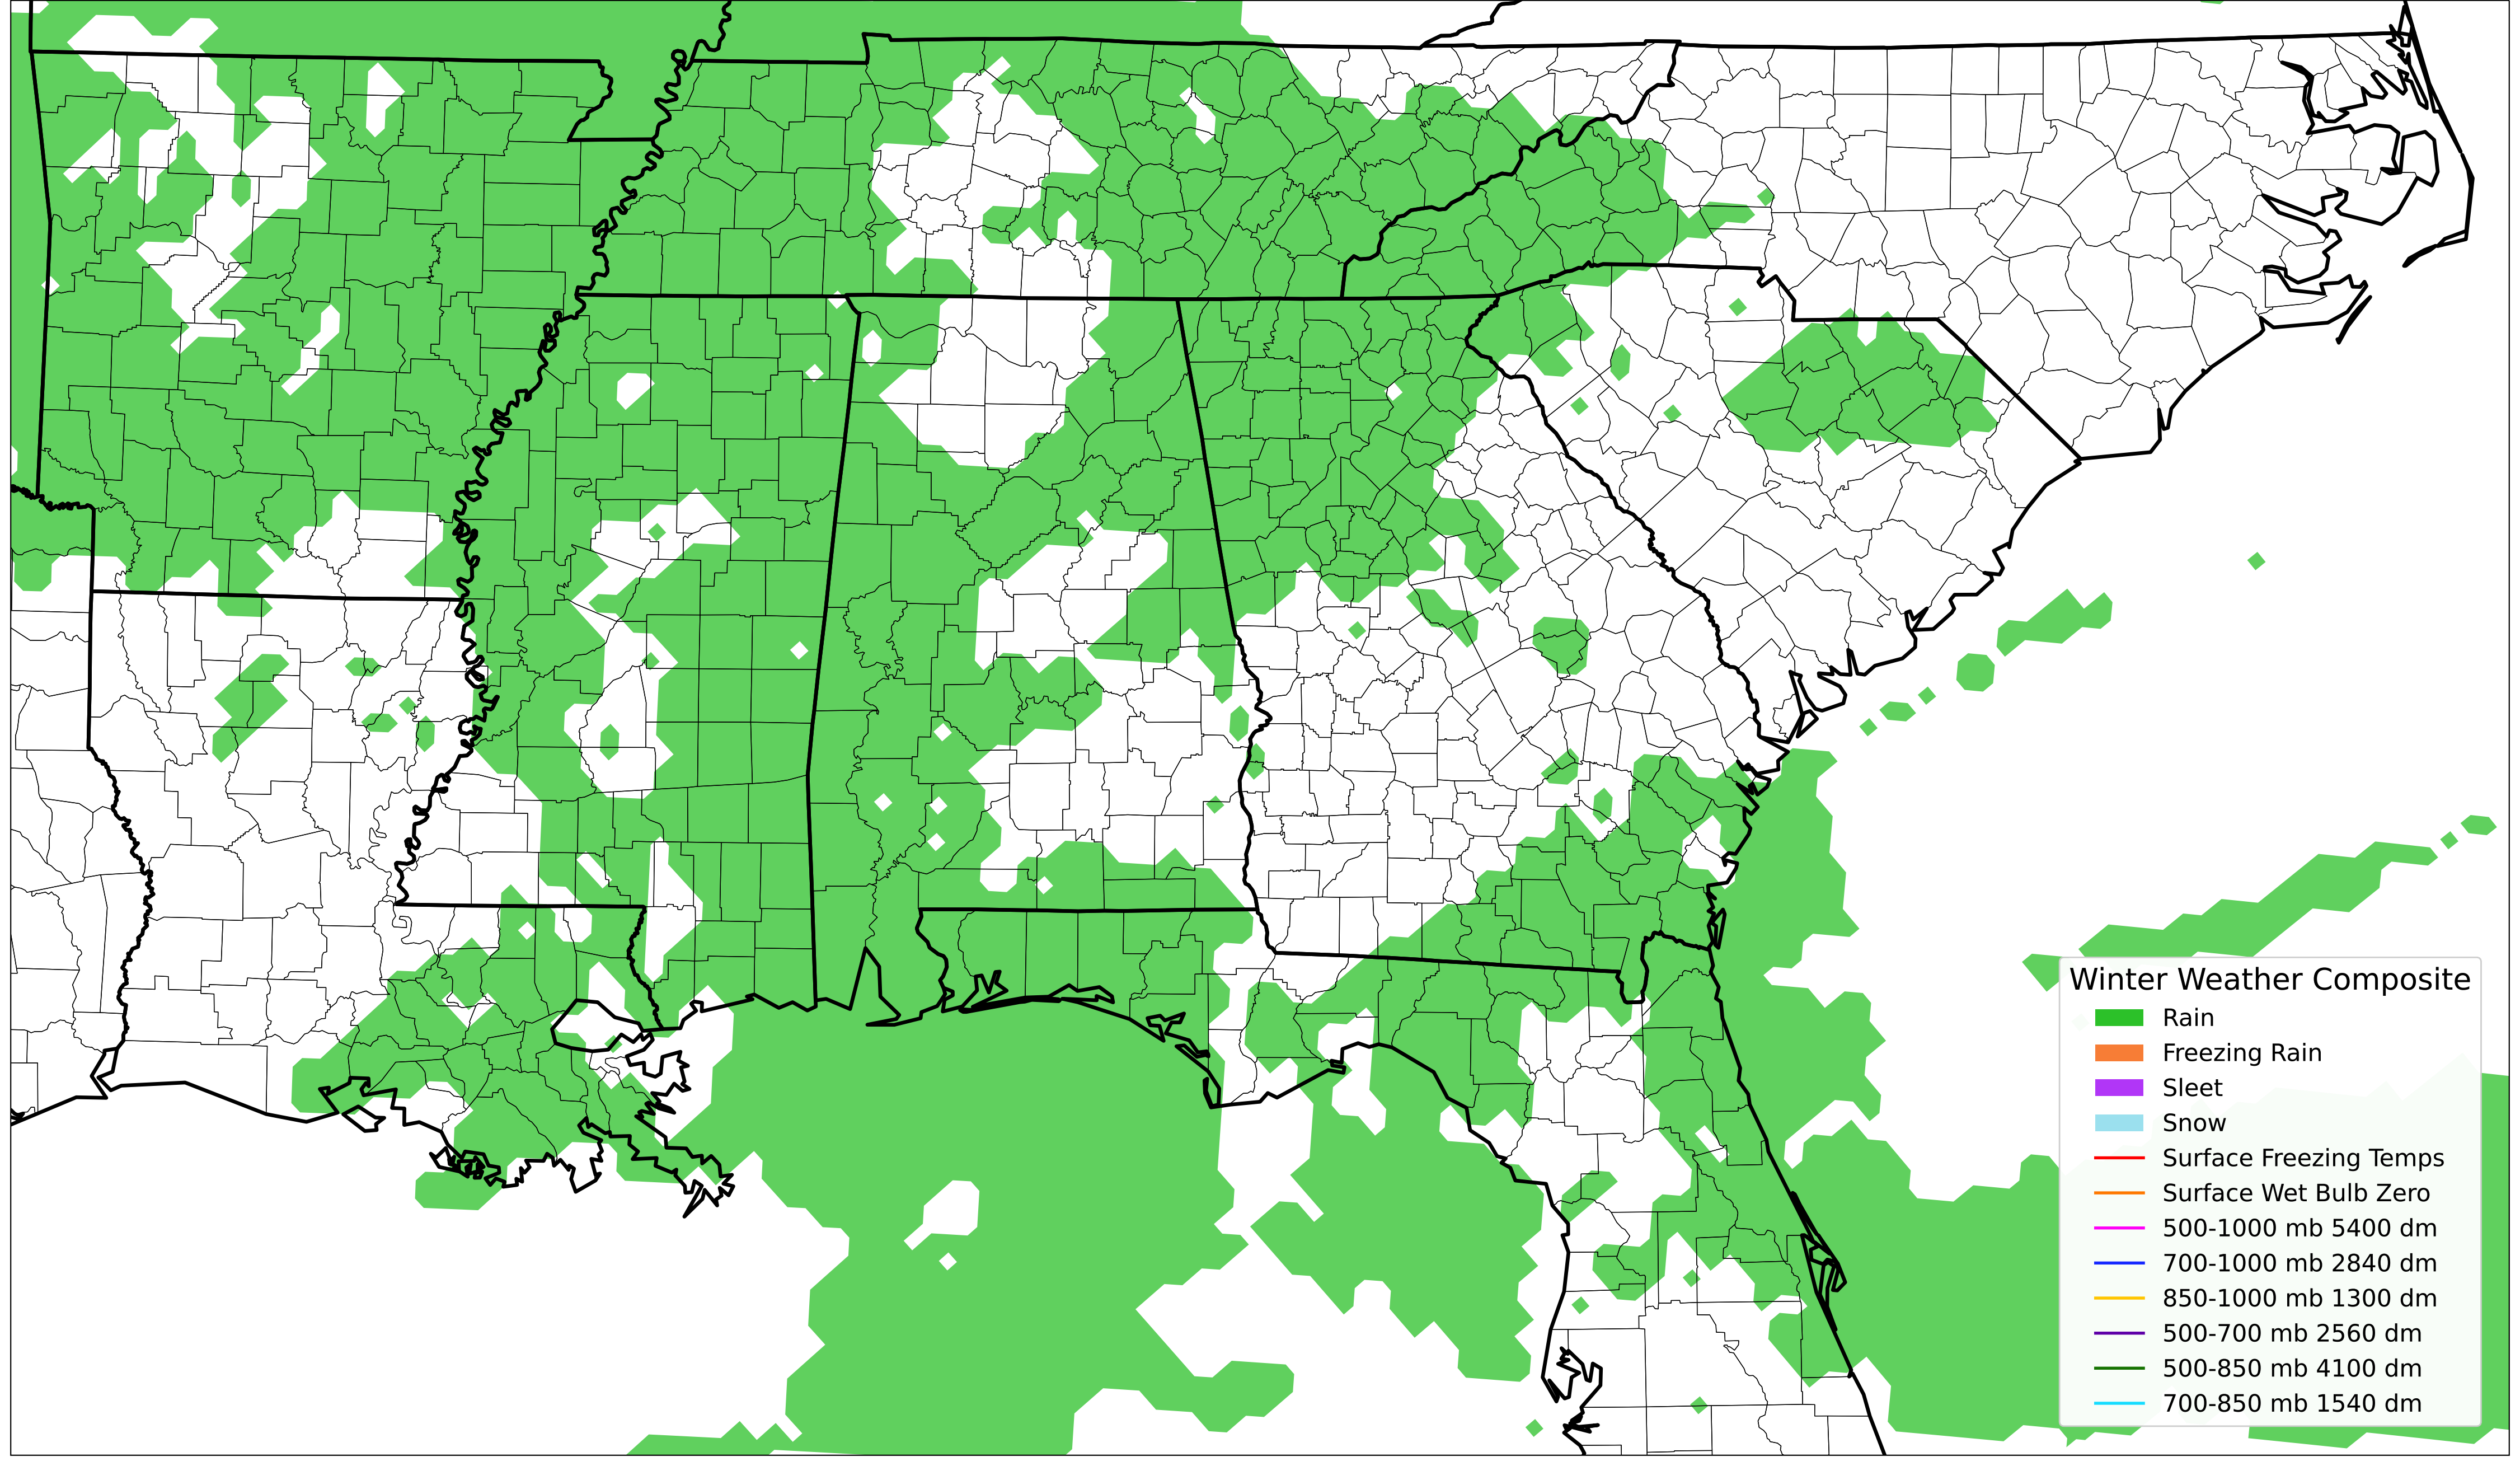 Winter Weather Composite
Rain
Freezing Rain
Sleet
Snow
Surface Freezing Temps
Surface Wet Bulb Zero
500-1000 mb 5400 dm
700-1000 mb 2840 dm
850-1000 mb 1300 dm
500-700 mb 2560 dm
500-850 mb 4100 dm
700-850 mb 1540 dm